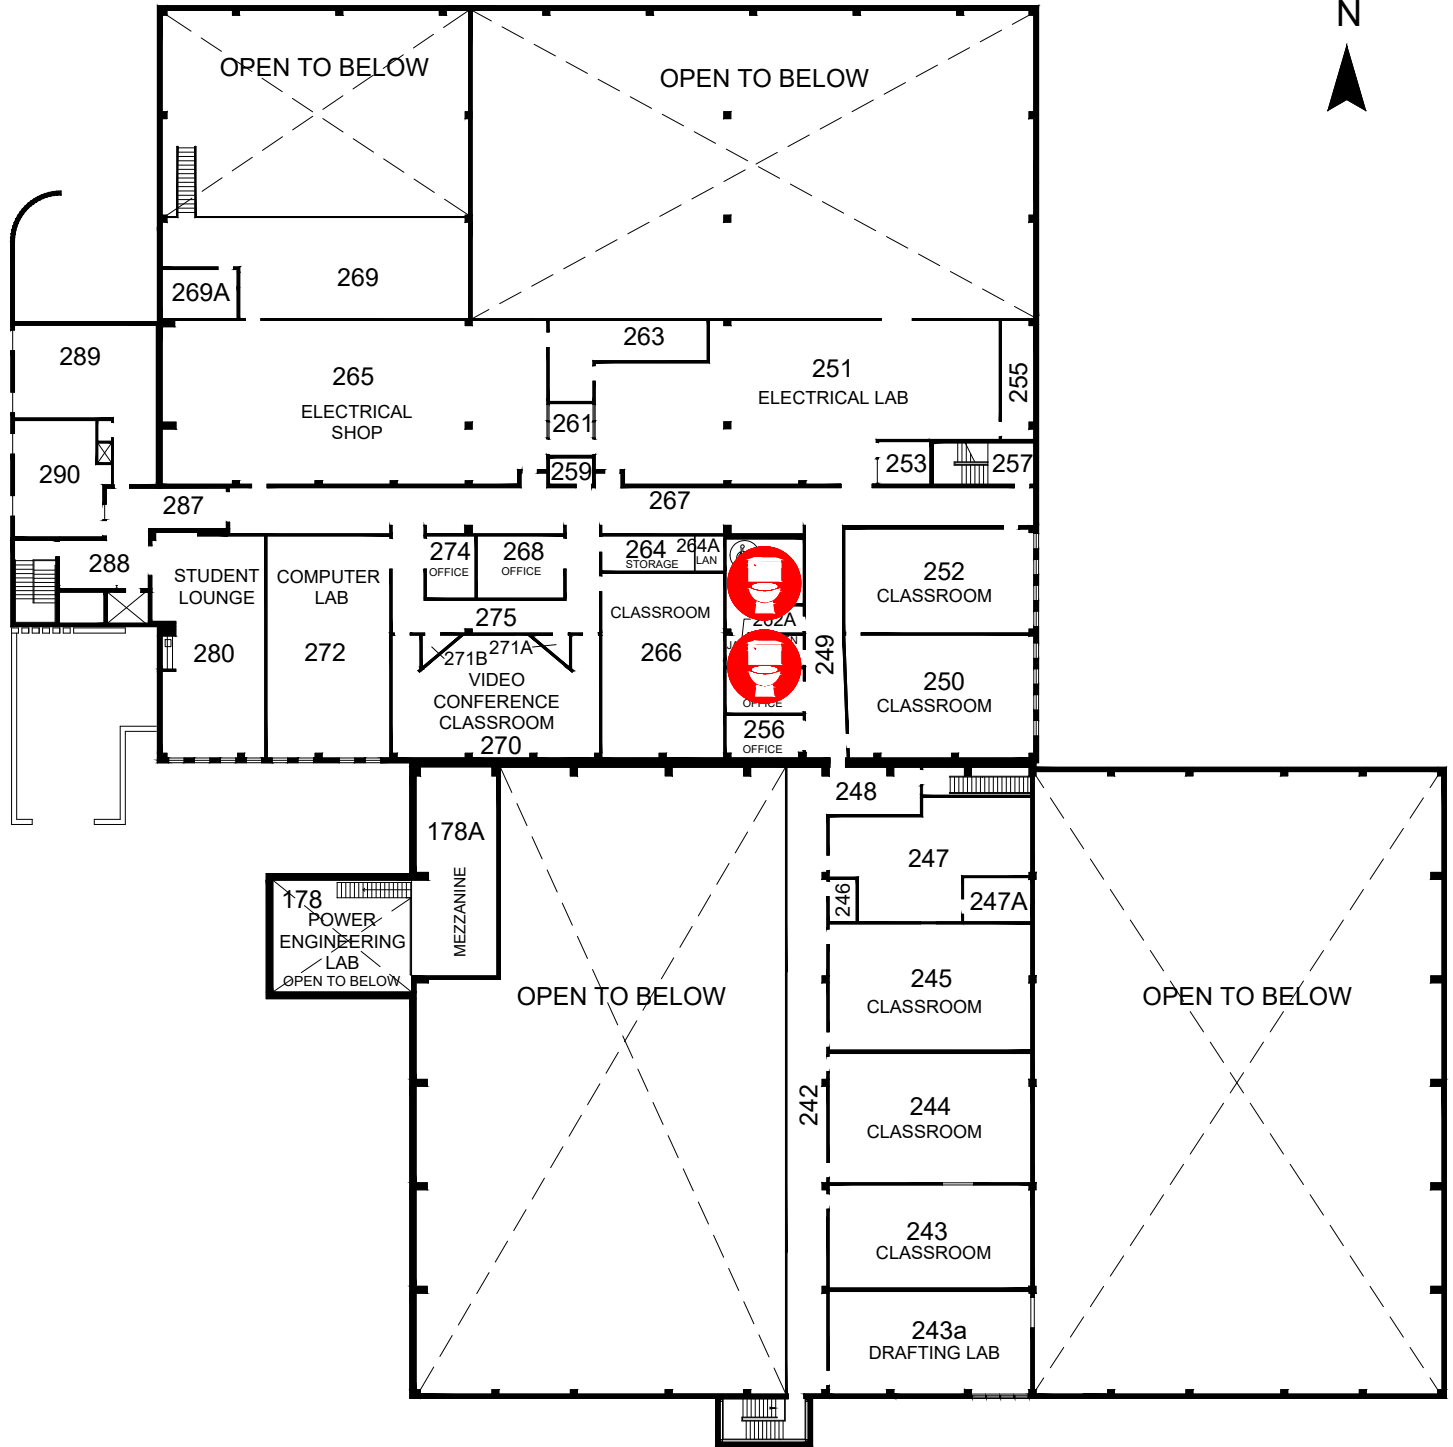 N
OPEN TO BELOW
OPEN TO BELOW
269
269A
263
289
265
ELECTRICAL
SHOP
251
ELECTRICAL LAB
255
261
259
253
257
290
287
267
288
STUDENT
LOUNGE
280
COMPUTER
LAB
272
274
OFFICE
268
OFFICE
264
STORAGE
264A
LAN
275
CLASSROOM
266
271B
271A
VIDEO
CONFERENCE
CLASSROOM
270
262A
OFFICE
256
OFFICE
249
252
CLASSROOM
250
CLASSROOM
248
178A
MEZZANINE
247
246
247A
178
POWER
ENGINEERING
LAB
OPEN TO BELOW
OPEN TO BELOW
245
CLASSROOM
OPEN TO BELOW
242
244
CLASSROOM
243
CLASSROOM
243a
DRAFTING LAB